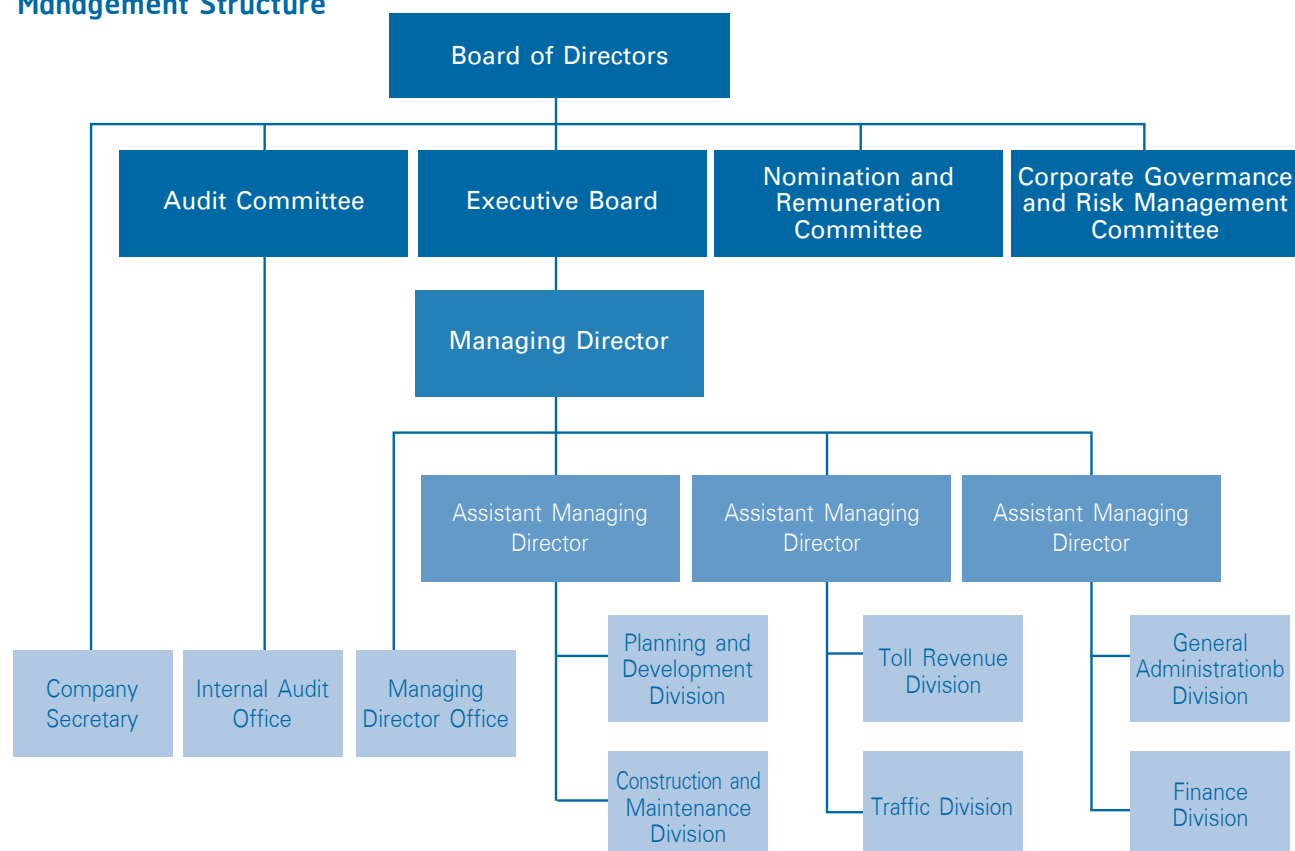 Management Structure
Board of Directors
Audit Committee
Executive Board
Nomination and
Remuneration
Committee
Corporate Govermance
and Risk Management
Committee
Managing Director
Assistant Managing
Director
Assistant Managing
Director
Assistant Managing
Director
Company
Secretary
Internal Audit
Office
Managing
Director Office
Planning and
Development
Division
Toll Revenue
Division
General
Administrationb
Division
Construction and
Maintenance
Division
Traffic Division
Finance
Division